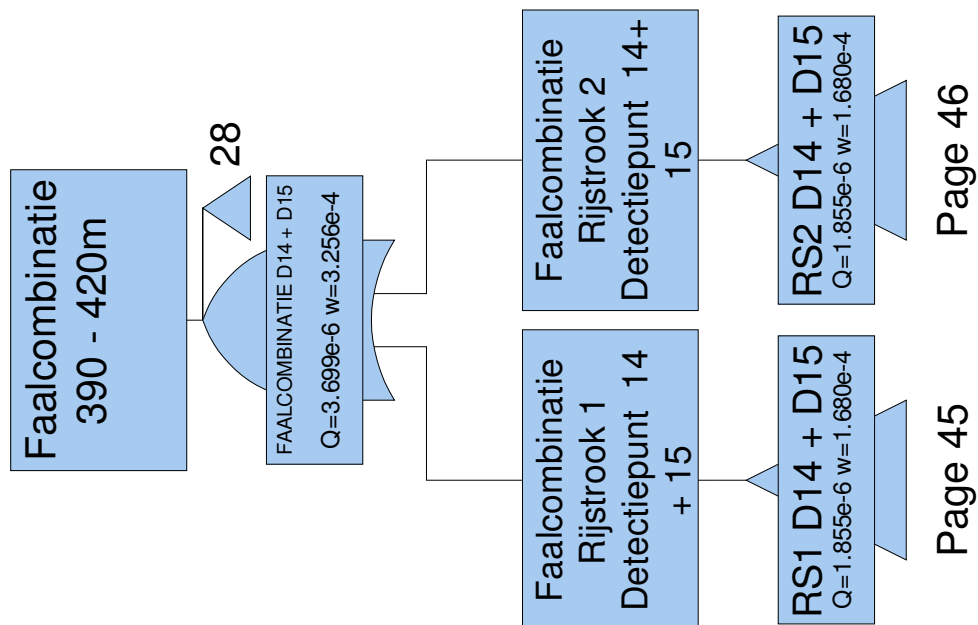 Faalcombinatie
390 - 420m
28
FAALCOMBINATIE D14 + D15
Q=3.699e-6 w=3.256e-4
Faalcombinatie
Rijstrook 1
Detectiepunt 14
+ 15
RS1 D14 + D15
Q=1.855e-6 w=1.680e-4
Page 45
Faalcombinatie
Rijstrook 2
Detectiepunt 14+
15
RS2 D14 + D15
Q=1.855e-6 w=1.680e-4
Page 46